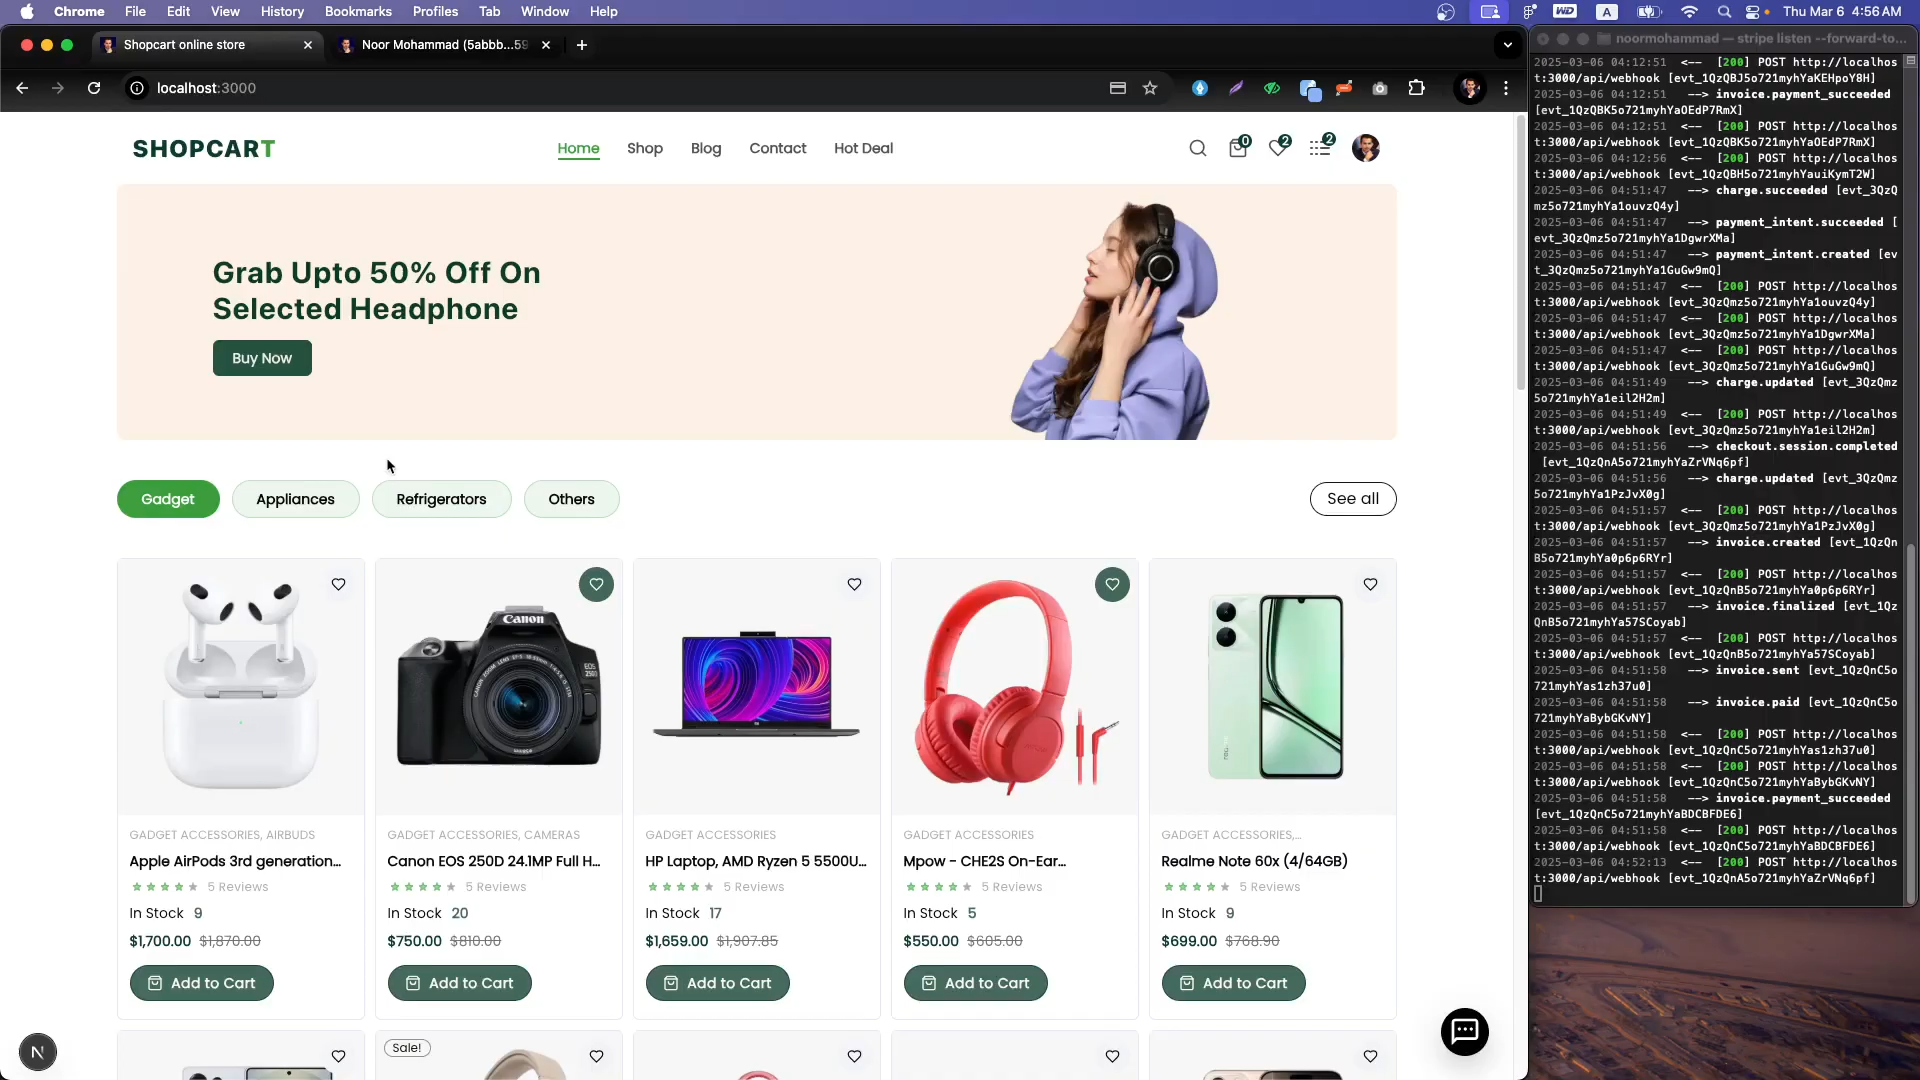 Chrome File Edit View History Bookmarks Profiles Tab Window Help
WD A Thu Mar 6 4:56 AM
Shopcart online store
Noor Mohammad (5abbb...59
localhost:3000
SHOPCART
Home Shop Blog Contact Hot Deal
0 2 2
Grab Upto 50% Off On
Selected Headphone
Buy Now
Gadget Appliances Refrigerators Others See all
Canon
EOS
250D
GADGET ACCESSORIES, AIRBUDS
Apple AirPods 3rd generation...
5 Reviews
In Stock 9
$1,700.00 $1,870.00
Add to Cart
GADGET ACCESSORIES, CAMERAS
Canon EOS 250D 24.1MP Full H...
5 Reviews
In Stock 20
$750.00 $810.00
Add to Cart
GADGET ACCESSORIES
HP Laptop, AMD Ryzen 5 5500U...
5 Reviews
In Stock 17
$1,659.00 $1,907.85
Add to Cart
GADGET ACCESSORIES
Mpow - CHE2S On-Ear...
5 Reviews
In Stock 5
$550.00 $605.00
Add to Cart
GADGET ACCESSORIES,...
Realme Note 60x (4/64GB)
5 Reviews
In Stock 9
$699.00 $768.90
Add to Cart
Sale!
N
noormohammad — stripe listen --forward-to...
2025-03-06 04:12:51 <-- [200] POST http://localhos
t:3000/api/webhook [evt_1QzQBJ5o721myhYaKEHpoY8H]
2025-03-06 04:12:51 --> invoice.payment_succeeded
[evt_1QzQBK5o721myhYaOEdP7RmX]
2025-03-06 04:12:51 <-- [200] POST http://localhos
t:3000/api/webhook [evt_1QzQBK5o721myhYaOEdP7RmX]
2025-03-06 04:12:56 <-- [200] POST http://localhos
t:3000/api/webhook [evt_1QzQBH5o721myhYauiKymT2W]
2025-03-06 04:51:47 --> charge.succeeded [evt_3QzQ
mz5o721myhYa1ouvzQ4y]
2025-03-06 04:51:47 --> payment_intent.succeeded [
evt_3QzQmz5o721myhYa1DgwrXMa]
2025-03-06 04:51:47 --> payment_intent.created [ev
t_3QzQmz5o721myhYa1GuGw9mQ]
2025-03-06 04:51:47 <-- [200] POST http://localhos
t:3000/api/webhook [evt_3QzQmz5o721myhYa1ouvzQ4y]
2025-03-06 04:51:47 <-- [200] POST http://localhos
t:3000/api/webhook [evt_3QzQmz5o721myhYa1DgwrXMa]
2025-03-06 04:51:47 <-- [200] POST http://localhos
t:3000/api/webhook [evt_3QzQmz5o721myhYa1GuGw9mQ]
2025-03-06 04:51:49 --> charge.updated [evt_3QzQmz
5o721myhYa1eil2H2m]
2025-03-06 04:51:49 <-- [200] POST http://localhos
t:3000/api/webhook [evt_3QzQmz5o721myhYa1eil2H2m]
2025-03-06 04:51:56 --> checkout.session.completed
[evt_1QzQnA5o721myhYaZrVNq6pf]
2025-03-06 04:51:56 --> charge.updated [evt_3QzQmz
5o721myhYa1PzJvX0g]
2025-03-06 04:51:57 <-- [200] POST http://localhos
t:3000/api/webhook [evt_3QzQmz5o721myhYa1PzJvX0g]
2025-03-06 04:51:57 --> invoice.created [evt_1QzQn
B5o721myhYa0p6p6RYr]
2025-03-06 04:51:57 <-- [200] POST http://localhos
t:3000/api/webhook [evt_1QzQnB5o721myhYa0p6p6RYr]
2025-03-06 04:51:57 --> invoice.finalized [evt_1Qz
QnB5o721myhYa57SCoyab]
2025-03-06 04:51:57 <-- [200] POST http://localhos
t:3000/api/webhook [evt_1QzQnB5o721myhYa57SCoyab]
2025-03-06 04:51:58 --> invoice.sent [evt_1QzQnC5o
721myhYas1zh37u0]
2025-03-06 04:51:58 --> invoice.paid [evt_1QzQnC5o
721myhYaBybGKvNY]
2025-03-06 04:51:58 <-- [200] POST http://localhos
t:3000/api/webhook [evt_1QzQnC5o721myhYas1zh37u0]
2025-03-06 04:51:58 <-- [200] POST http://localhos
t:3000/api/webhook [evt_1QzQnC5o721myhYaBybGKvNY]
2025-03-06 04:51:58 --> invoice.payment_succeeded
[evt_1QzQnC5o721myhYaBDCBFDE6]
2025-03-06 04:51:58 <-- [200] POST http://localhos
t:3000/api/webhook [evt_1QzQnC5o721myhYaBDCBFDE6]
2025-03-06 04:52:13 <-- [200] POST http://localhos
t:3000/api/webhook [evt_1QzQnA5o721myhYaZrVNq6pf]